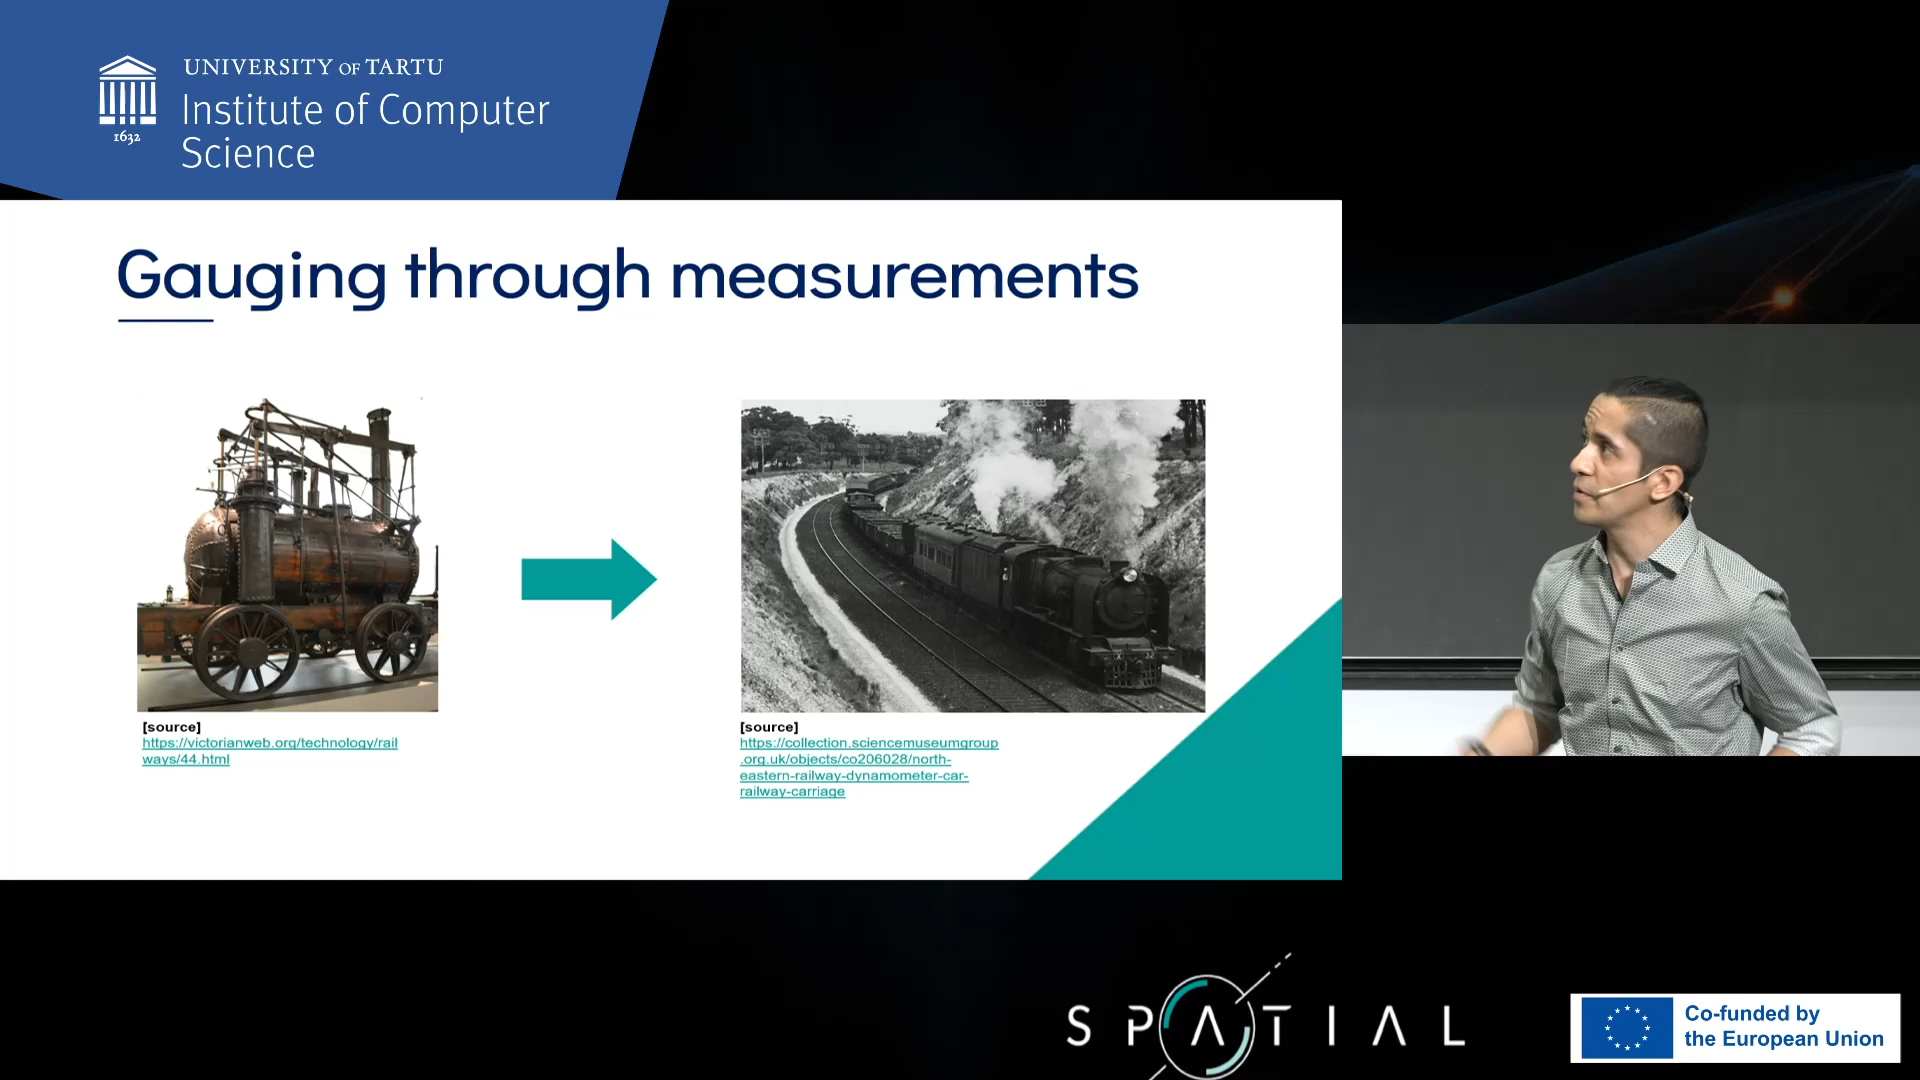 UNIVERSITY OF TARTU
Institute of Computer
Science
1632
Gauging through measurements
[source]
https://victorianweb.org/technology/rail
ways/44.html
[source]
https://collection.sciencemuseumgroup
.org.uk/objects/co206028/north-
eastern-railway-dynamometer-car-
railway-carriage
SPATIAL
Co-funded by
the European Union